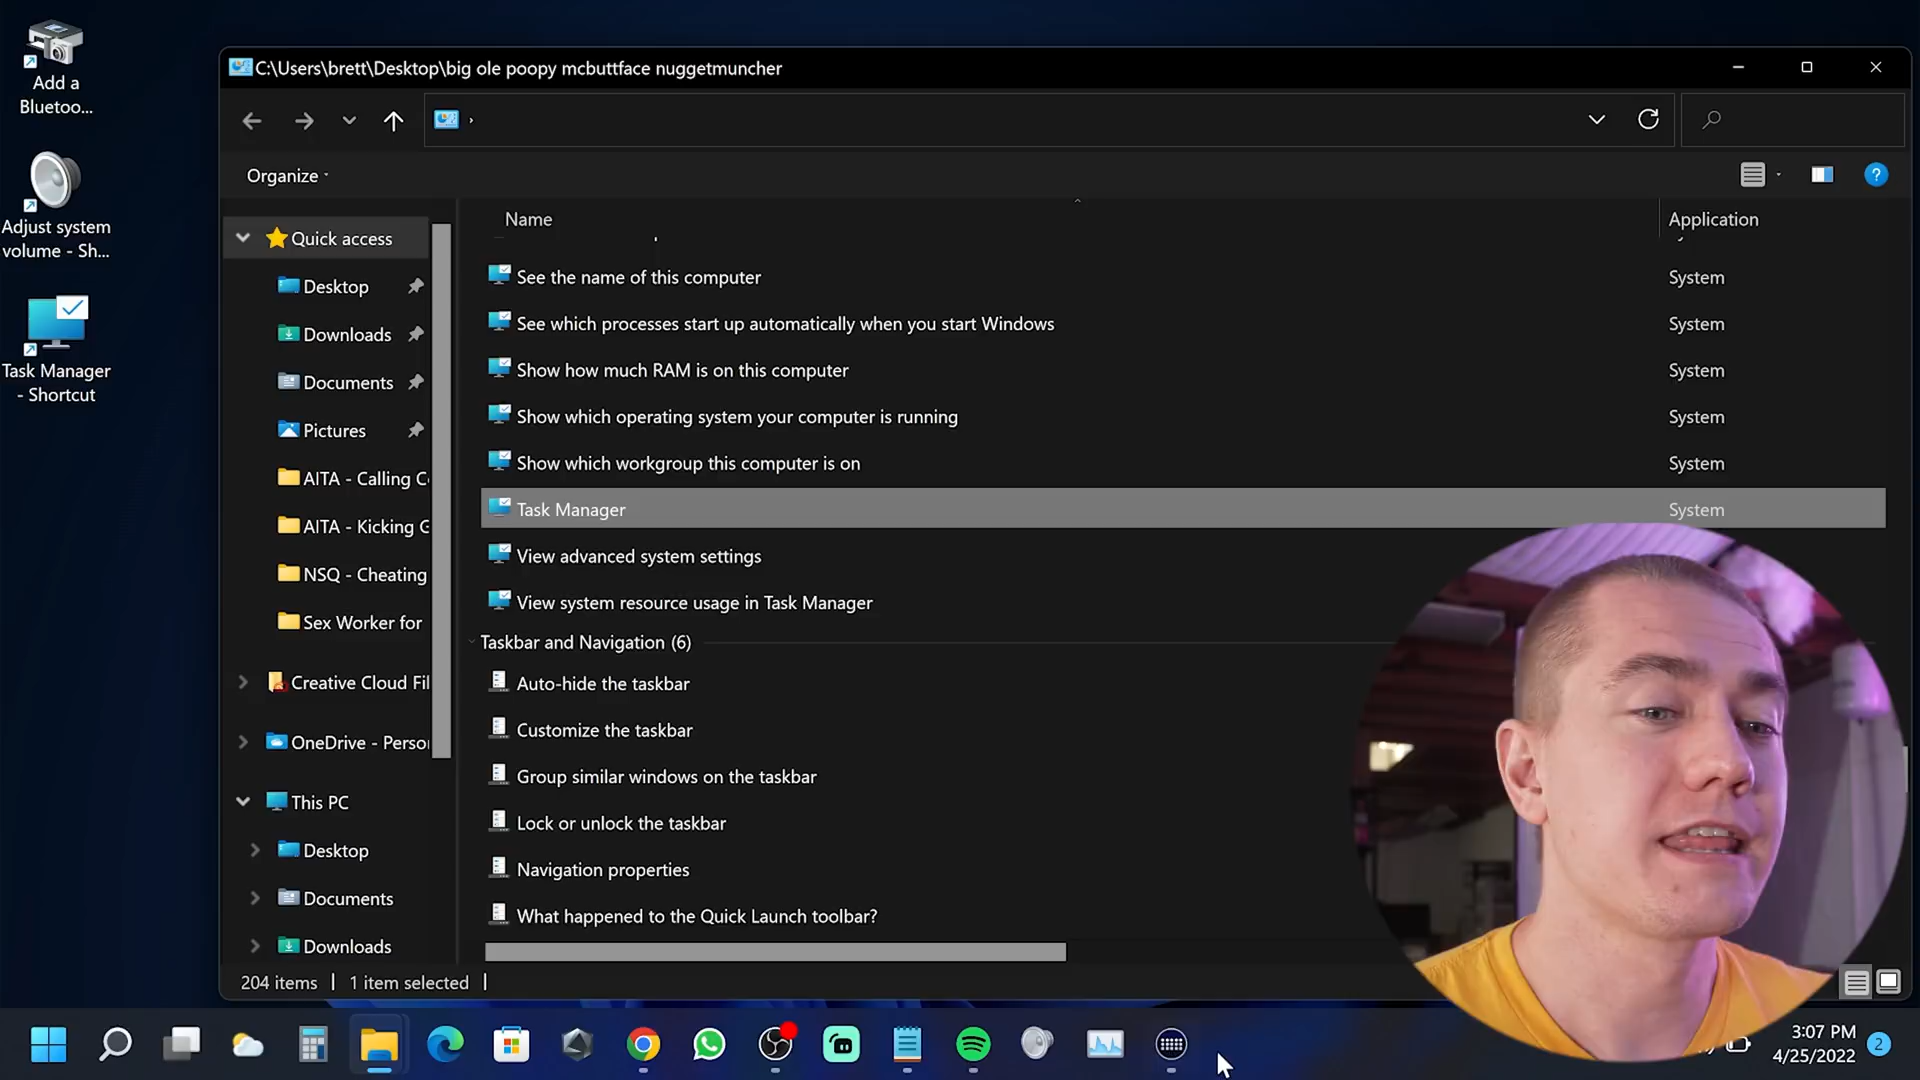 Add a
Bluetoo...
Adjust system
volume - Sh...
Task Manager
- Shortcut
C:\Users\brett\Desktop\big ole poopy mcbuttface nuggetmuncher
Organize
Name
Application
Quick access
Desktop
Downloads
Documents
Pictures
AITA - Calling C
AITA - Kicking G
NSQ - Cheating
Sex Worker for
Creative Cloud Fil
OneDrive - Perso
This PC
Desktop
Documents
Downloads
See the name of this computer System
See which processes start up automatically when you start Windows System
Show how much RAM is on this computer System
Show which operating system your computer is running System
Show which workgroup this computer is on System
Task Manager System
View advanced system settings
View system resource usage in Task Manager
Taskbar and Navigation (6)
Auto-hide the taskbar
Customize the taskbar
Group similar windows on the taskbar
Lock or unlock the taskbar
Navigation properties
What happened to the Quick Launch toolbar?
204 items
1 item selected
3:07 PM
4/25/2022
2